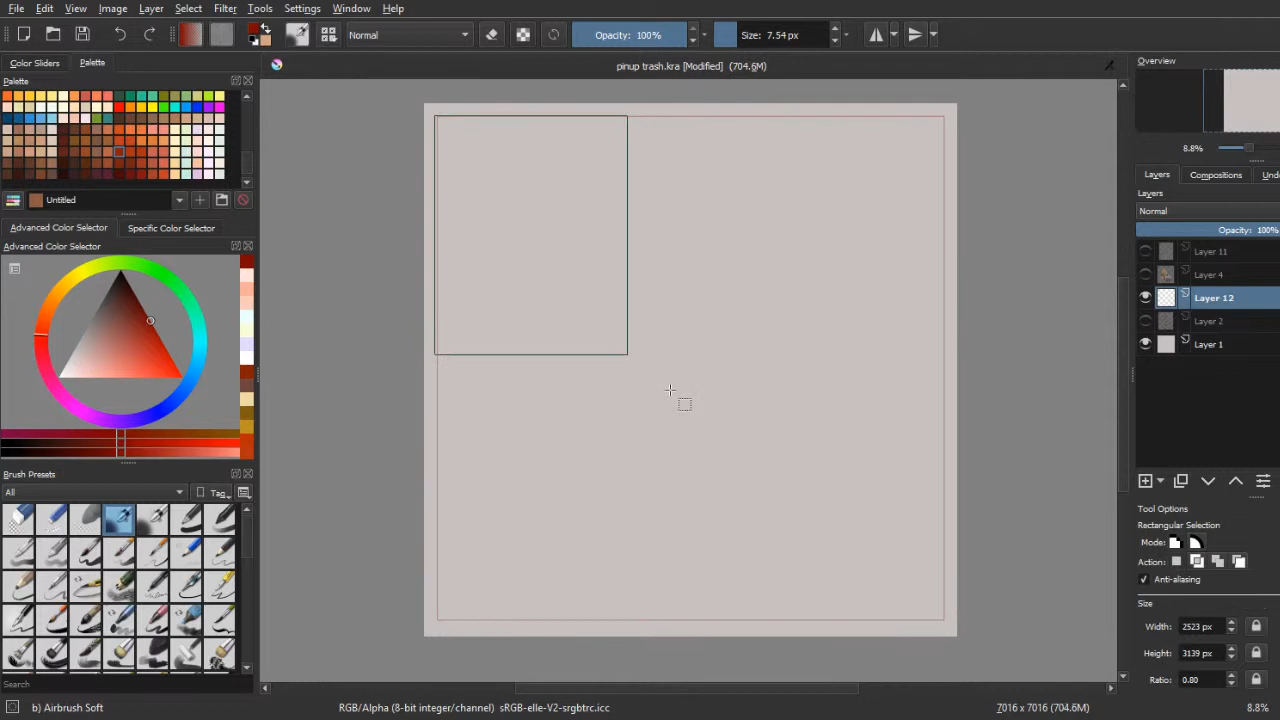 File Edit View Image Layer Select Filter Tools Settings Window Help
Normal Opacity: 100% Size: 7.54 px
Color Sliders Palette
pinup trash.kra [Modified] (704.6M)
Overview
Palette
8.8%
Layers Compositions Undo
Layers
Untitled
Normal
Advanced Color Selector Specific Color Selector
Opacity: 100%
Advanced Color Selector
Layer 11
Layer 4
Layer 12
Layer 2
Layer 1
Brush Presets
All Tag
Tool Options
Rectangular Selection
Mode:
Action:
Anti-aliasing
Size
Width: 2523 px
Height: 3139 px
Ratio: 0.80
Search
b) Airbrush Soft RGB/Alpha (8-bit integer/channel) sRGB-elle-V2-srgbtrc.icc 7016 x 7016 (704.6M) 8.8%